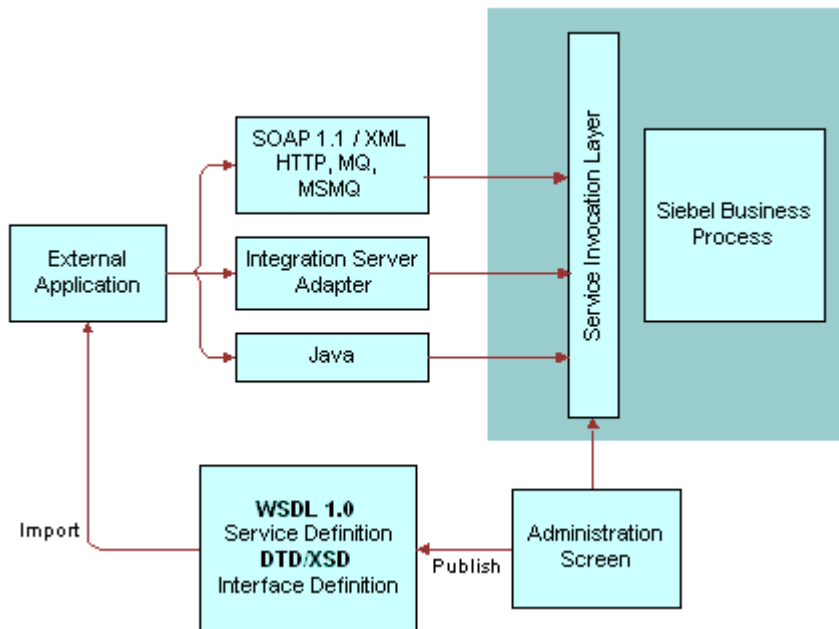 SOAP 1.1 / XML
HTTP, MQ,
MSMQ
External
Application
Integration Server
Adapter
Java
Service Invocation Layer
Siebel Business
Process
Import
WSDL 1.0
Service Definition
DTD/XSD
Interface Definition
Publish
Administration
Screen